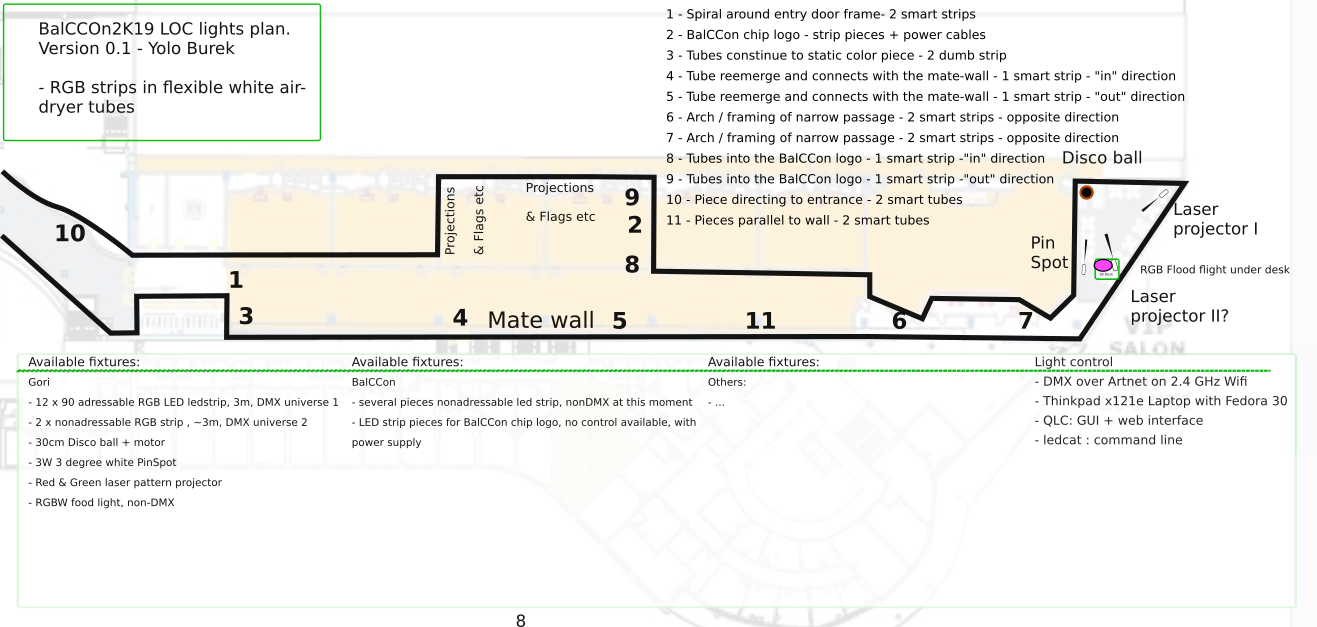 BalCCOn2K19 LOC lights plan.
Version 0.1 - Yolo Burek
- RGB strips in flexible white air-
dryer tubes
1 - Spiral around entry door frame- 2 smart strips
2 - BalCCon chip logo - strip pieces + power cables
3 - Tubes constinue to static color piece - 2 dumb strip
4 - Tube reemerge and connects with the mate-wall - 1 smart strip - "in" direction
5 - Tube reemerge and connects with the mate-wall - 1 smart strips - "out" direction
6 - Arch / framing of narrow passage - 2 smart strips - opposite direction
7 - Arch / framing of narrow passage - 2 smart strips - opposite direction
8 - Tubes into the BalCCon logo - 1 smart strip -"in" direction
9 - Tubes into the BalCCon logo - 1 smart strip -"out" direction
10 - Piece directing to entrance - 2 smart tubes
11 - Pieces parallel to wall - 2 smart tubes
Disco ball
Projections
& Flags etc
Projections
& Flags etc
9
2
8
10
1
3
4
Mate wall
5
11
6
7
Pin
Spot
Laser
projector I
RGB Flood flight under desk
Laser
projector II?
VIP
SALON
Available fixtures:
Gori
- 12 x 90 adressable RGB LED ledstrip, 3m, DMX universe 1
- 2 x nonadressable RGB strip , ~3m, DMX universe 2
- 30cm Disco ball + motor
- 3W 3 degree white PinSpot
- Red & Green laser pattern projector
- RGBW food light, non-DMX
Available fixtures:
BalCCon
- several pieces nonadressable led strip, nonDMX at this moment
- LED strip pieces for BalCCon chip logo, no control available, with
power supply
Available fixtures:
Others:
- ...
Light control
- DMX over Artnet on 2.4 GHz Wifi
- Thinkpad x121e Laptop with Fedora 30
- QLC: GUI + web interface
- ledcat : command line
8